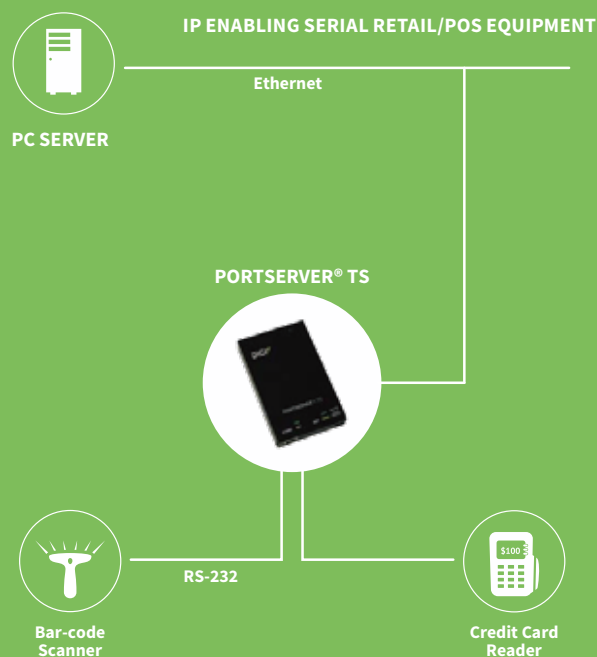 IP ENABLING SERIAL RETAIL/POS EQUIPMENT
Ethernet
PC SERVER
PORTSERVER® TS
RS-232
$100
Bar-code
Scanner
Credit Card
Reader